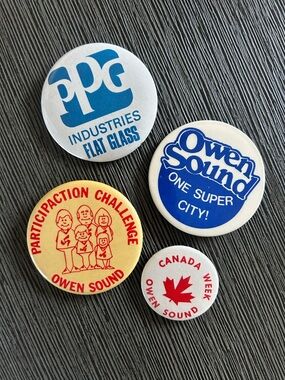 PPG
INDUSTRIES
FLAT GLASS
Owen
Sound
ONE SUPER
CITY!
PARTICIPACTION CHALLENGE
OWEN SOUND
CANADA WEEK
OWEN SOUND